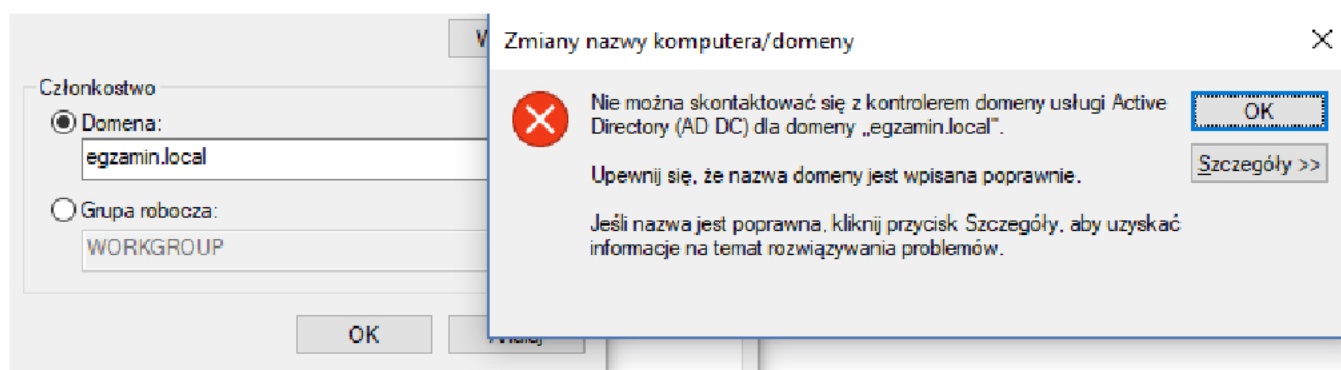 Zmiany nazwy komputera/domeny
Członkostwo
Domena:
egzamin.local
Grupa robocza:
WORKGROUP
OK
Nie można skontaktować się z kontrolerem domeny usługi Active
Directory (AD DC) dla domeny „egzamin.local”.
Upewnij się, że nazwa domeny jest wpisana poprawnie.
Jeśli nazwa jest poprawna, kliknij przycisk Szczegóły, aby uzyskać
informacje na temat rozwiązywania problemów.
OK
Szczegóły >>